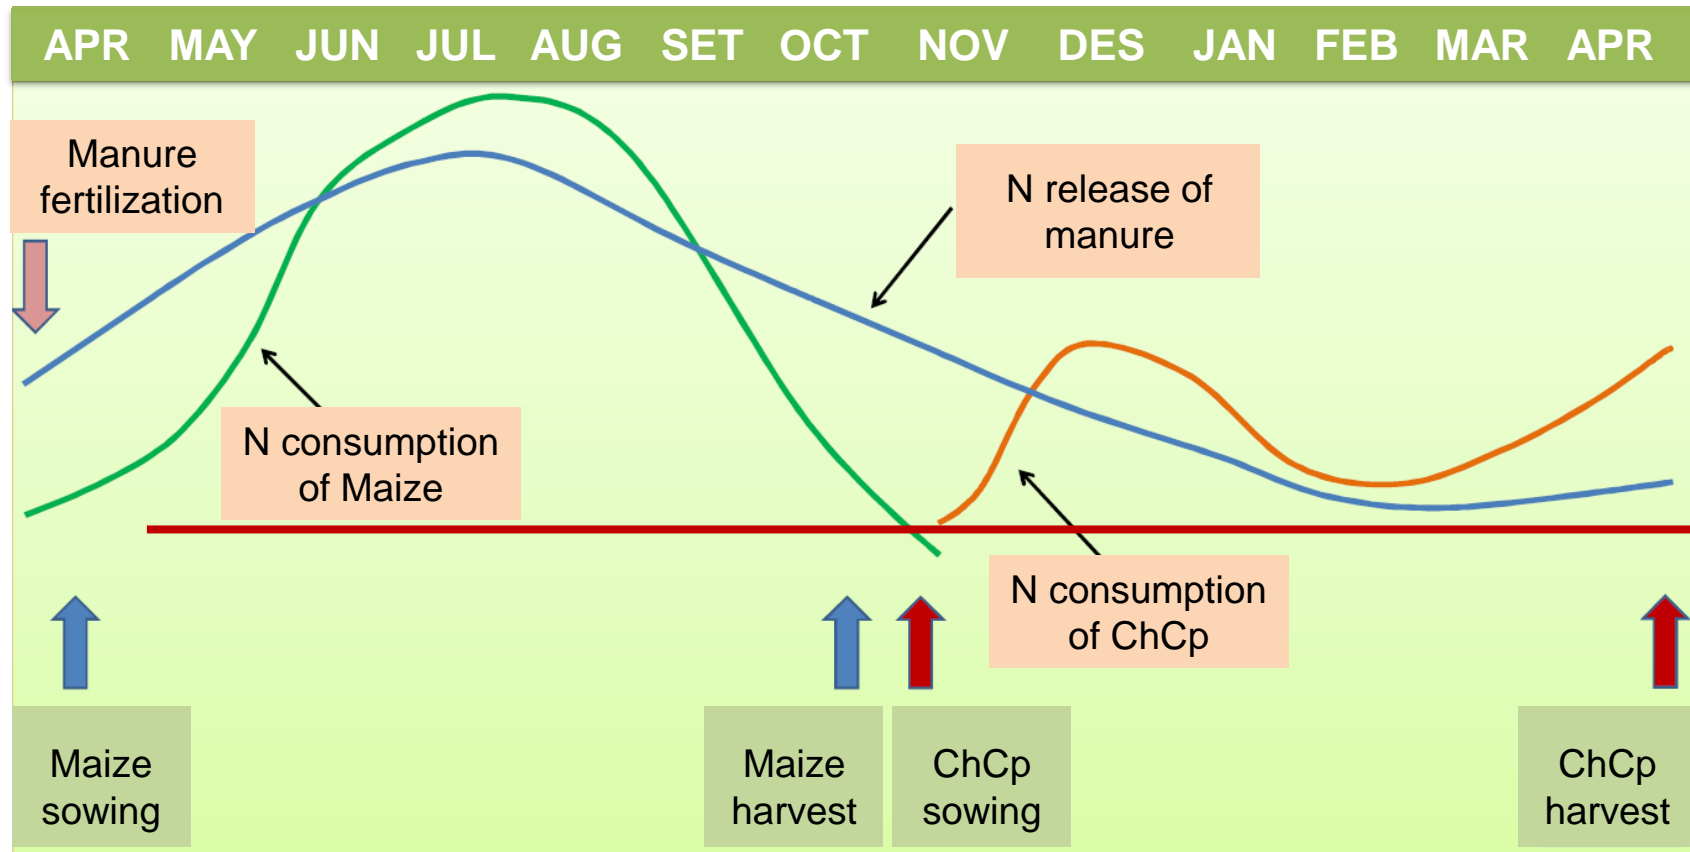 APR MAY JUN JUL AUG SET OCT NOV DES JAN FEB MAR APR
Manure
fertilization
N release of
manure
N consumption
of Maize
N consumption
of ChCp
Maize
sowing
Maize
harvest
ChCp
sowing
ChCp
harvest